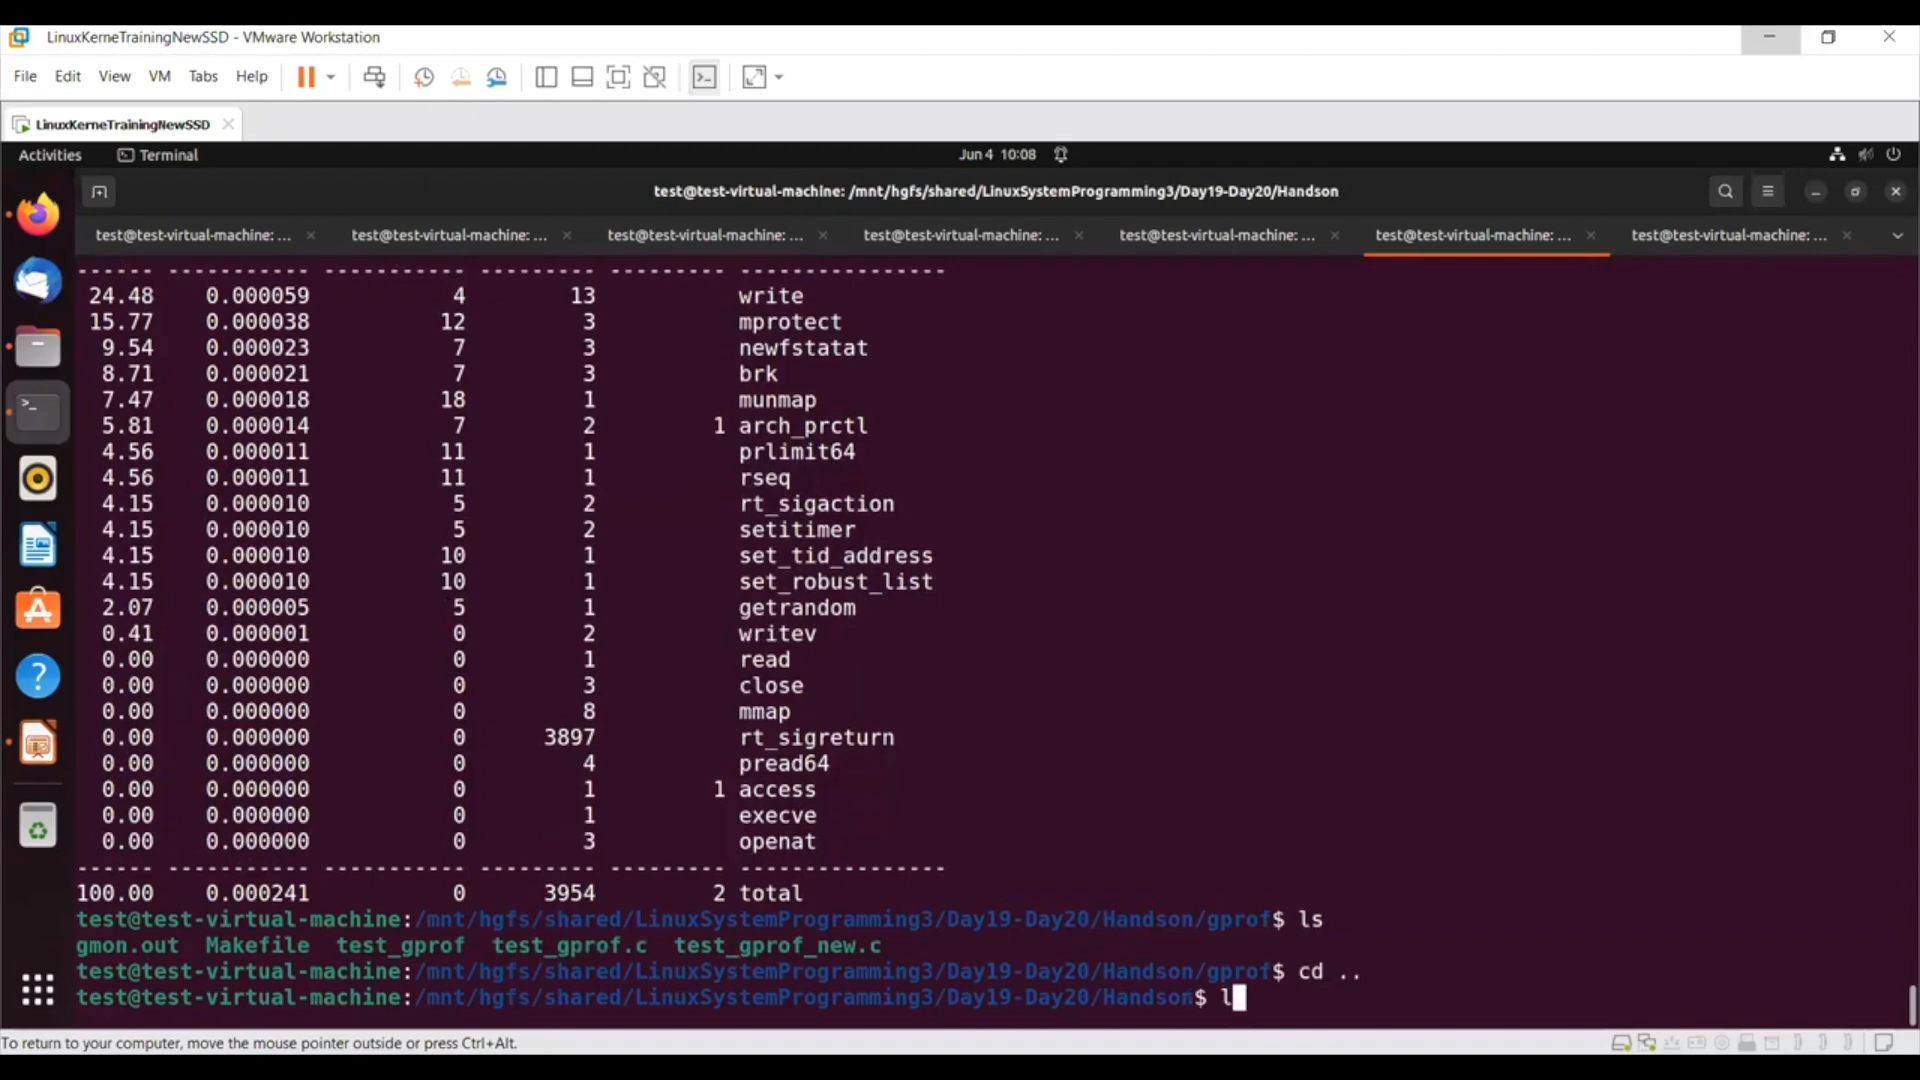 LinuxKerneTrainingNewSSD - VMware Workstation
File Edit View VM Tabs Help
LinuxKerneTrainingNewSSD
Activities Terminal Jun 4 10:08
test@test-virtual-machine: /mnt/hgfs/shared/LinuxSystemProgramming3/Day19-Day20/Handson
test@test-virtual-machine: ... test@test-virtual-machine: ... test@test-virtual-machine: ... test@test-virtual-machine: ... test@test-virtual-machine: ... test@test-virtual-machine: ... test@test-virtual-machine: ...
------ ----------- ----------- --------- --------- ----------------
24.48 0.000059 4 13 write
15.77 0.000038 12 3 mprotect
9.54 0.000023 7 3 newfstatat
8.71 0.000021 7 3 brk
7.47 0.000018 18 1 munmap
5.81 0.000014 7 2 1 arch_prctl
4.56 0.000011 11 1 prlimit64
4.56 0.000011 11 1 rseq
4.15 0.000010 5 2 rt_sigaction
4.15 0.000010 5 2 setitimer
4.15 0.000010 10 1 set_tid_address
4.15 0.000010 10 1 set_robust_list
2.07 0.000005 5 1 getrandom
0.41 0.000001 0 2 writev
0.00 0.000000 0 1 read
0.00 0.000000 0 3 close
0.00 0.000000 0 8 mmap
0.00 0.000000 0 3897 rt_sigreturn
0.00 0.000000 0 4 pread64
0.00 0.000000 0 1 1 access
0.00 0.000000 0 1 execve
0.00 0.000000 0 3 openat
------ ----------- ----------- --------- --------- ----------------
100.00 0.000241 0 3954 2 total
test@test-virtual-machine:/mnt/hgfs/shared/LinuxSystemProgramming3/Day19-Day20/Handson/gprof$ ls
gmon.out Makefile test_gprof test_gprof.c test_gprof_new.c
test@test-virtual-machine:/mnt/hgfs/shared/LinuxSystemProgramming3/Day19-Day20/Handson/gprof$ cd ..
test@test-virtual-machine:/mnt/hgfs/shared/LinuxSystemProgramming3/Day19-Day20/Handson$ l
To return to your computer, move the mouse pointer outside or press Ctrl+Alt.